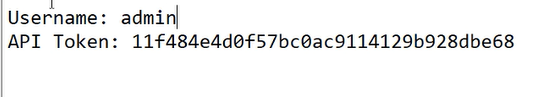 Username: admin
API Token: 11f484e4d0f57bc0ac9114129b928dbe68